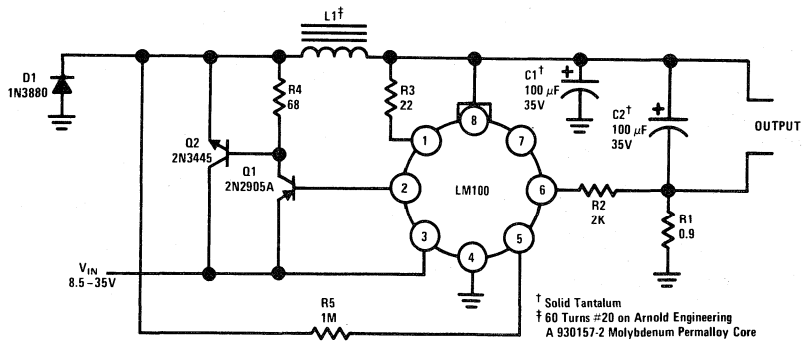 L1‡
D1
1N3880
R4
68
R3
22
C1†
100 μF
35V
C2†
100 μF
35V
OUTPUT
Q2
2N3445
Q1
2N2905A
1
8
7
2
LM100
6
R2
2K
R1
0.9
3
4
5
VIN
8.5–35V
R5
1M
† Solid Tantalum
‡ 60 Turns #20 on Arnold Engineering
A 930157-2 Molybdenum Permalloy Core